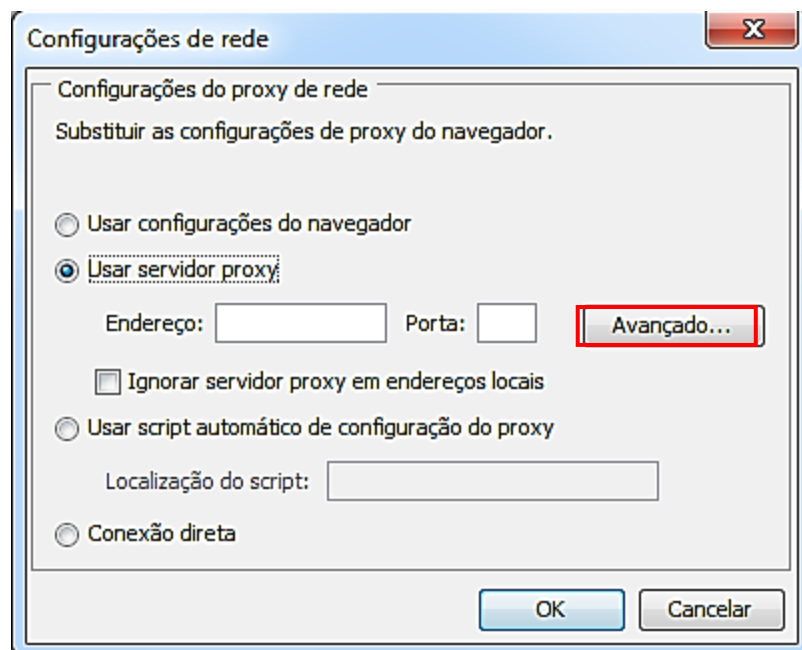 Configurações de rede
Configurações do proxy de rede
Substituir as configurações de proxy do navegador.
Usar configurações do navegador
Usar servidor proxy
Endereço: Porta: Avançado...
Ignorar servidor proxy em endereços locais
Usar script automático de configuração do proxy
Localização do script:
Conexão direta
OK Cancelar